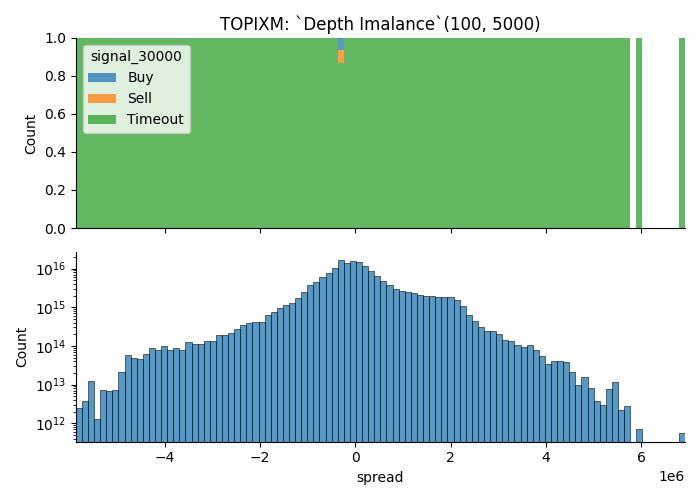 TOPIXM: `Depth Imalance`(100, 5000)
1.0
0.8
0.6
0.4
0.2
0.0
Count
signal_30000
Buy
Sell
Timeout
10^16
10^15
10^14
10^13
10^12
Count
−4
−2
0
2
4
6
1e6
spread